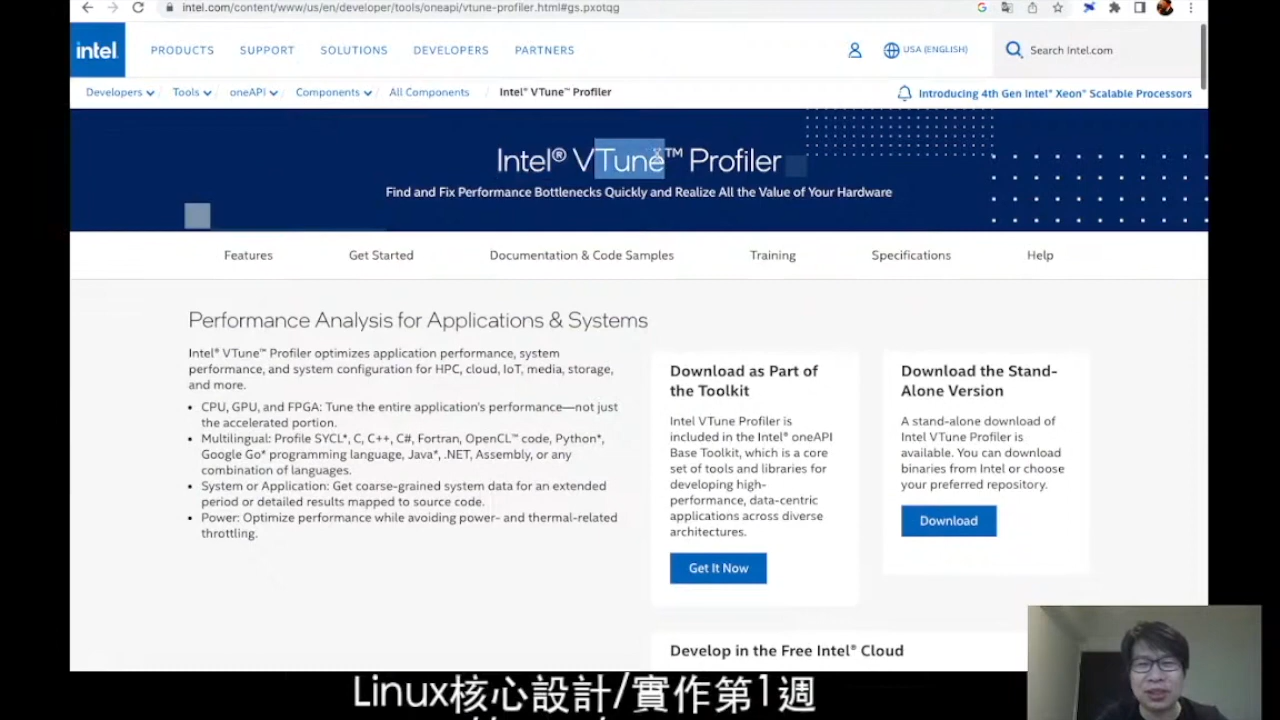 intel.com/content/www/us/en/developer/tools/oneapi/vtune-profiler.html#gs.pxotqg
intel.
PRODUCTS SUPPORT SOLUTIONS DEVELOPERS PARTNERS
USA (ENGLISH)
Search Intel.com
Developers / Tools / oneAPI / Components / All Components / Intel® VTune™ Profiler
Introducing 4th Gen Intel® Xeon® Scalable Processors
Intel® VTune™ Profiler
Find and Fix Performance Bottlenecks Quickly and Realize All the Value of Your Hardware
Features Get Started Documentation & Code Samples Training Specifications Help
Performance Analysis for Applications & Systems
Intel® VTune™ Profiler optimizes application performance, system
performance, and system configuration for HPC, cloud, IoT, media, storage,
and more.
• CPU, GPU, and FPGA: Tune the entire application's performance—not just
the accelerated portion.
• Multilingual: Profile SYCL*, C, C++, C#, Fortran, OpenCL™ code, Python*,
Google Go* programming language, Java*, .NET, Assembly, or any
combination of languages.
• System or Application: Get coarse-grained system data for an extended
period or detailed results mapped to source code.
• Power: Optimize performance while avoiding power- and thermal-related
throttling.
Download as Part of
the Toolkit
Intel VTune Profiler is
included in the Intel® oneAPI
Base Toolkit, which is a core
set of tools and libraries for
developing high-
performance, data-centric
applications across diverse
architectures.
Get It Now
Download the Stand-
Alone Version
A stand-alone download of
Intel VTune Profiler is
available. You can download
binaries from Intel or choose
your preferred repository.
Download
Develop in the Free Intel® Cloud
Linux核心設計/實作第1週